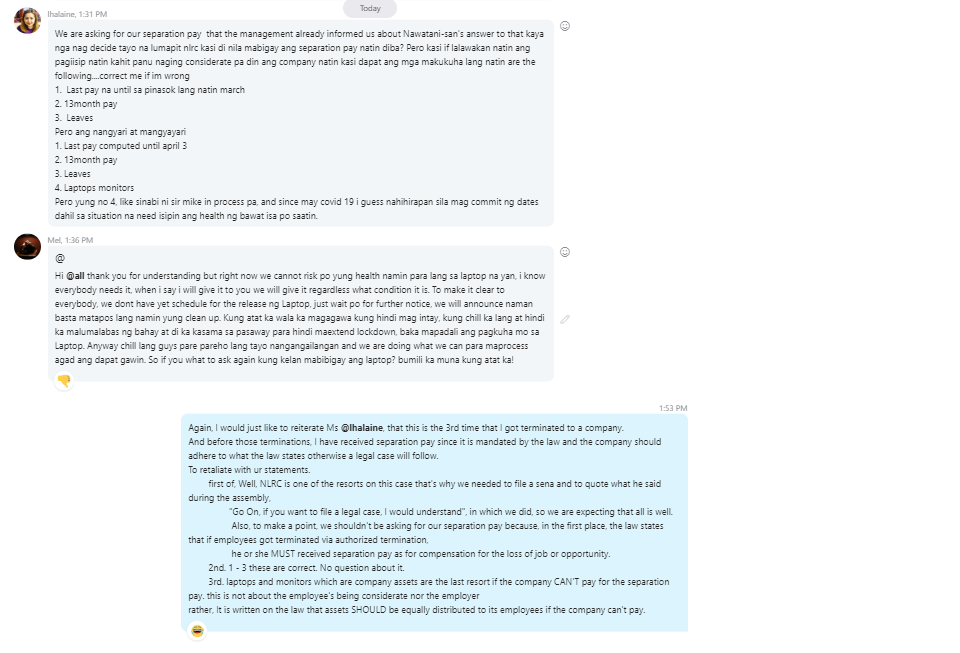 Today
Ihalaine, 1:31 PM
We are asking for our separation pay that the management already informed us about Nawatani-san's answer to that kaya
nga nag decide tayo na lumapit nlrc kasi di nila mabigay ang separation pay natin diba? Pero kasi if lalawakan natin ang
pagiisip natin kahit panu naging considerate pa din ang company natin kasi dapat ang mga makukuha lang natin are the
following....correct me if im wrong
1. Last pay na until sa pinasok lang natin march
2. 13month pay
3. Leaves
Pero ang nangyari at mangyayari
1. Last pay computed until april 3
2. 13month pay
3. Leaves
4. Laptops monitors
Pero yung no 4, like sinabi ni sir mike in process pa, and since may covid 19 i guess nahihirapan sila mag commit ng dates
dahil sa situation na need isipin ang health ng bawat isa po saatin.
Mel, 1:36 PM
@
Hi @all thank you for understanding but right now we cannot risk po yung health namin para lang sa laptop na yan, i know
everybody needs it, when i say i will give it to you we will give it regardless what condition it is. To make it clear to
everybody, we dont have yet schedule for the release ng Laptop, just wait po for further notice, we will announce naman
basta matapos lang namin yung clean up. Kung atat ka wala ka magagawa kung hindi mag intay, kung chill ka lang at hindi
ka malumalabas ng bahay at di ka kasama sa pasaway para hindi maextend lockdown, baka mapadali ang pagkuha mo sa
Laptop. Anyway chill lang guys pare pareho lang tayo nangangailangan and we are doing what we can para maprocess
agad ang dapat gawin. So if you what to ask again kung kelan mabibigay ang laptop? bumili ka muna kung atat ka!
1:53 PM
Again, I would just like to reiterate Ms @Ihalaine, that this is the 3rd time that I got terminated to a company.
And before those terminations, I have received separation pay since it is mandated by the law and the company should
adhere to what the law states otherwise a legal case will follow.
To retaliate with ur statements.
first of, Well, NLRC is one of the resorts on this case that's why we needed to file a sena and to quote what he said
during the assembly,
"Go On, if you want to file a legal case, I would understand", in which we did, so we are expecting that all is well.
Also, to make a point, we shouldn't be asking for our separation pay because, in the first place, the law states
that if employees got terminated via authorized termination,
he or she MUST received separation pay as for compensation for the loss of job or opportunity.
2nd. 1 - 3 these are correct. No question about it.
3rd. laptops and monitors which are company assets are the last resort if the company CAN'T pay for the separation
pay. this is not about the employee's being considerate nor the employer
rather, It is written on the law that assets SHOULD be equally distributed to its employees if the company can't pay.